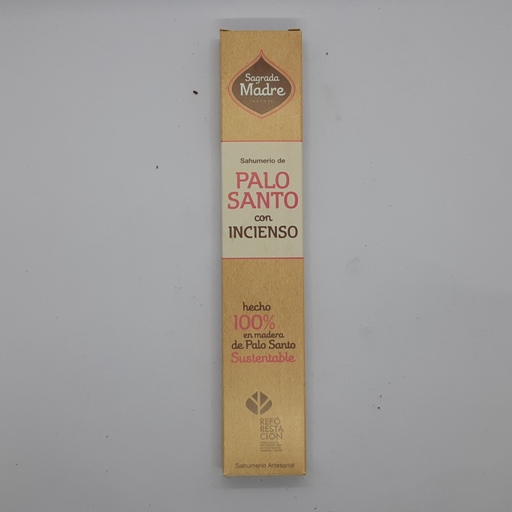 Sagrada
Madre
Sahumerio de
PALO
SANTO
con
INCIENSO
hecho
100%
en madera
de Palo Santo
Sustentable
REFO
RESTA
CIÓN
Sahumerio Artesanal